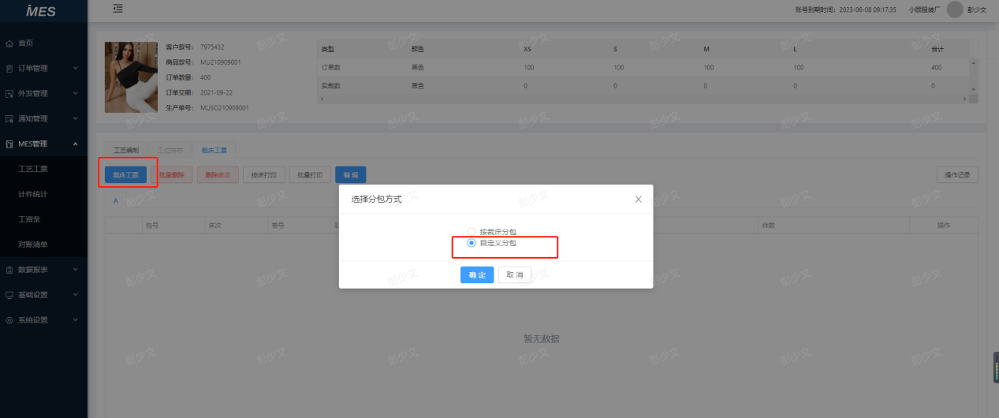 iMES
账号到期时间：2023-06-08 09:17:35 小顾服装厂 彭少文
首页
订单管理
外发管理
通知管理
MES管理
工艺工票
计件统计
工资条
对账清单
数据报表
基础设置
系统设置
客户款号： 7975432
商品款号： MU210909001
订单数量： 400
订单交期： 2021-09-22
生产单号： MUSO210909001
类型 颜色 XS S M L 合计
订单数 黑色 100 100 100 100 400
实裁数 黑色 0 0 0 0 0
工艺编制 工位排布 裁床工票
裁床工票 批量删除 删除床次 按床打印 批量打印 编辑 操作记录
A
包号 床次 卷号 件数 操作
选择分包方式
按裁床分包
自定义分包
确定 取消
暂无数据
彭少文